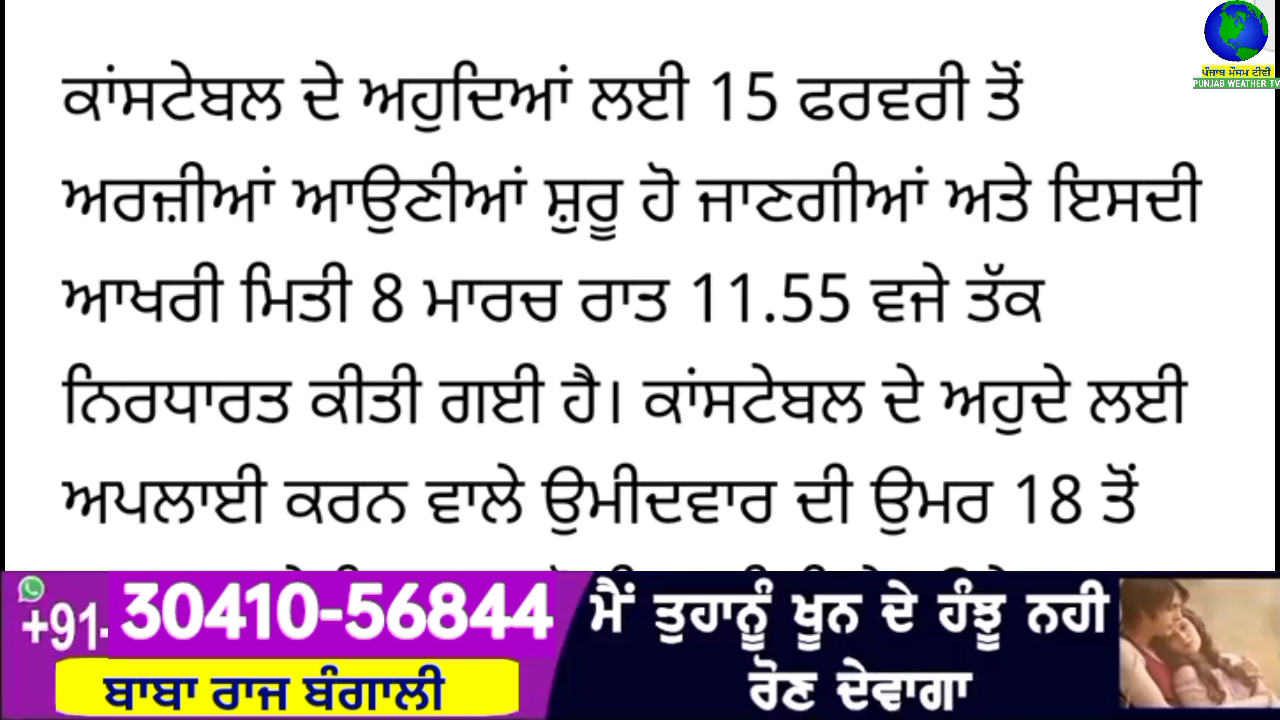 ਪੰਜਾਬ ਮੌਸਮ ਟੀਵੀ
PUNJAB WEATHER TV
ਕਾਂਸਟੇਬਲ ਦੇ ਅਹੁਦਿਆਂ ਲਈ 15 ਫਰਵਰੀ ਤੋਂ
ਅਰਜ਼ੀਆਂ ਆਉਣੀਆਂ ਸ਼ੁਰੂ ਹੋ ਜਾਣਗੀਆਂ ਅਤੇ ਇਸਦੀ
ਆਖਰੀ ਮਿਤੀ 8 ਮਾਰਚ ਰਾਤ 11.55 ਵਜੇ ਤੱਕ
ਨਿਰਧਾਰਤ ਕੀਤੀ ਗਈ ਹੈ। ਕਾਂਸਟੇਬਲ ਦੇ ਅਹੁਦੇ ਲਈ
ਅਪਲਾਈ ਕਰਨ ਵਾਲੇ ਉਮੀਦਵਾਰ ਦੀ ਉਮਰ 18 ਤੋਂ
+91- 30410-56844
ਬਾਬਾ ਰਾਜ ਬੰਗਾਲੀ
ਮੈਂ ਤੁਹਾਨੂੰ ਖੂਨ ਦੇ ਹੰਝੂ ਨਹੀ
ਰੋਣ ਦੇਵਾਗਾ